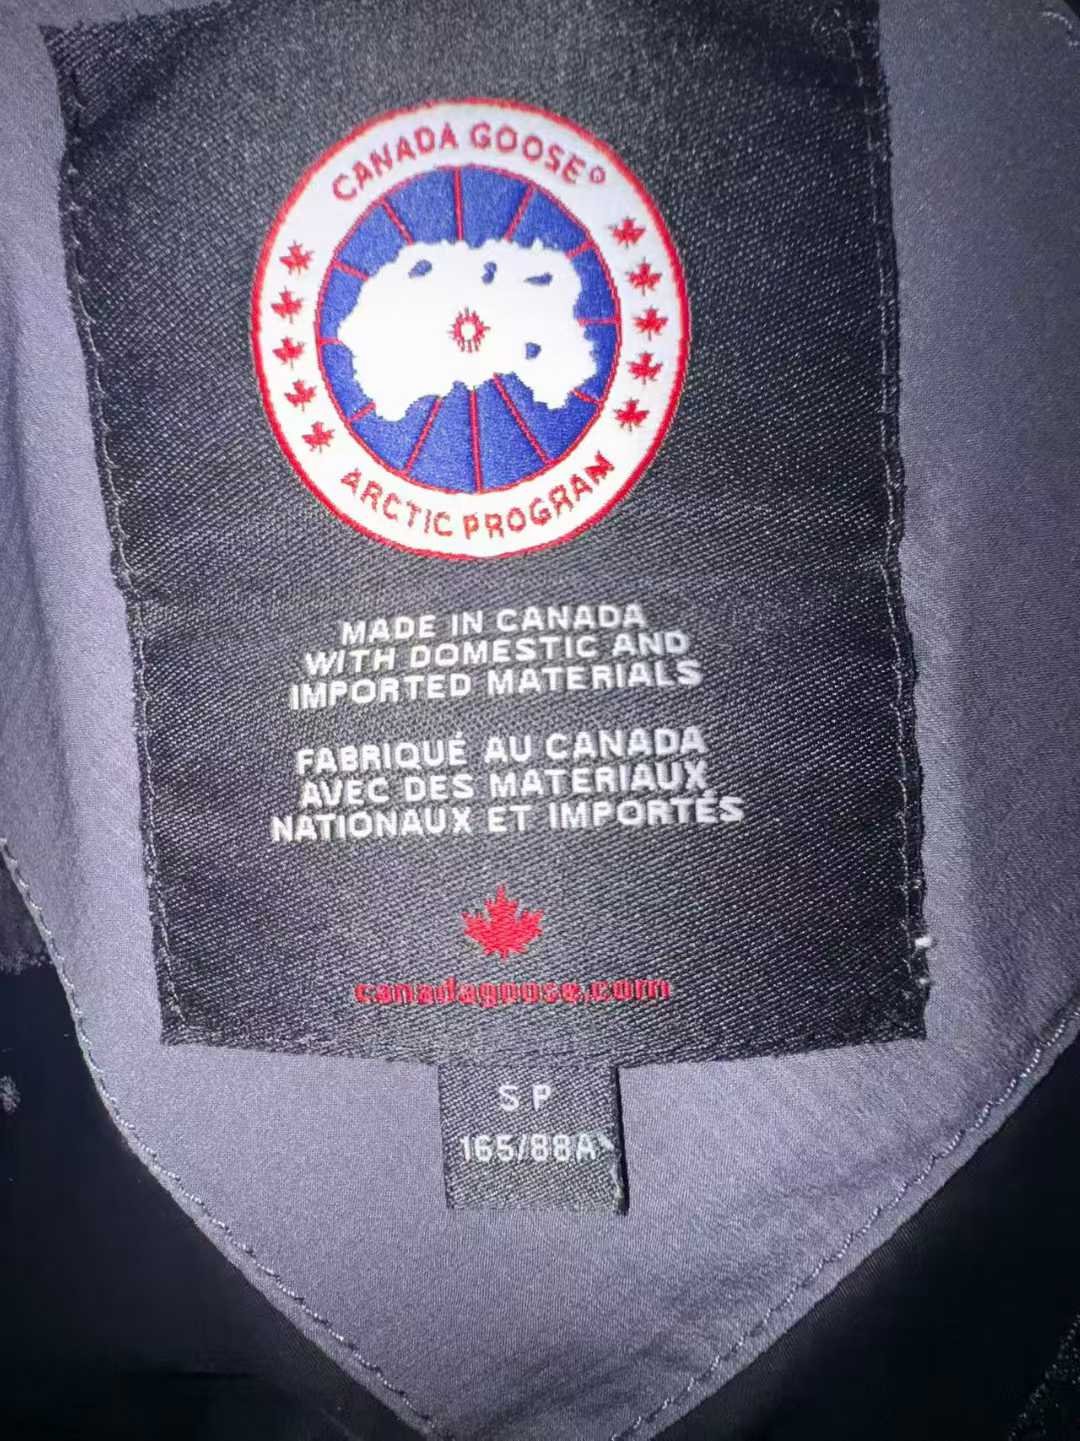 CANADA GOOSE®
ARCTIC PROGRAM
MADE IN CANADA
WITH DOMESTIC AND
IMPORTED MATERIALS
FABRIQUÉ AU CANADA
AVEC DES MATERIAUX
NATIONAUX ET IMPORTÉS
canadagoose.com
S P
165/88A